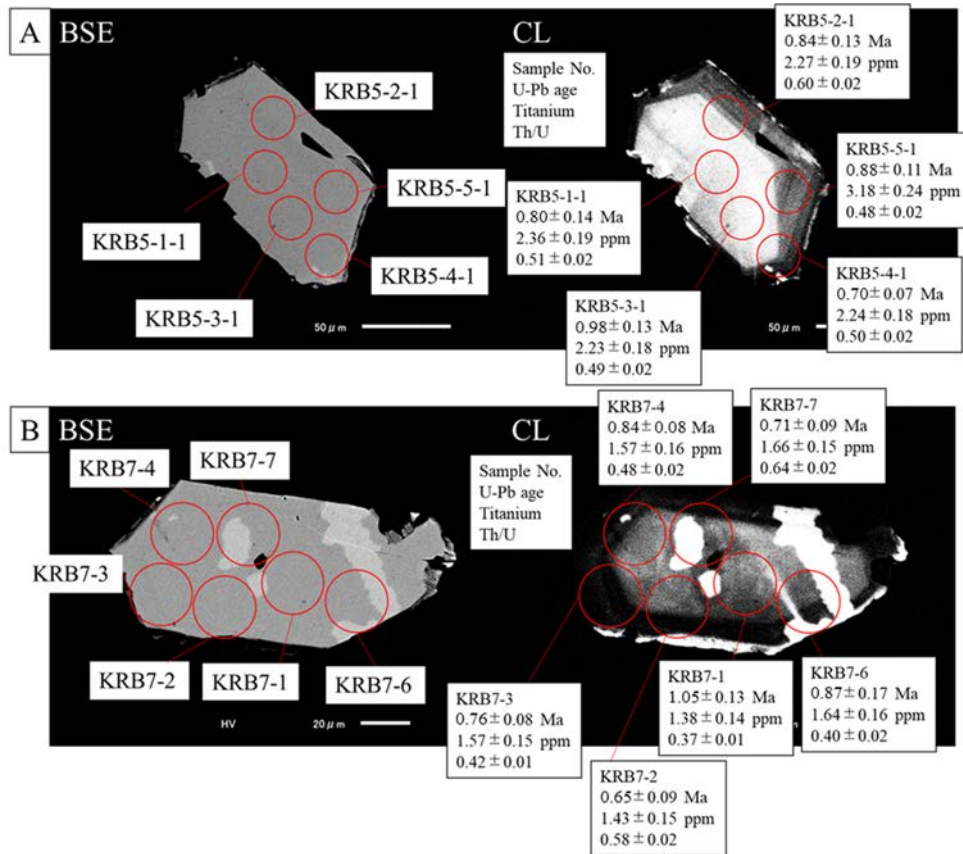 A
BSE
CL
KRB5-2-1
KRB5-1-1
KRB5-5-1
KRB5-3-1
KRB5-4-1
50 μm
Sample No.
U-Pb age
Titanium
Th/U
KRB5-2-1
0.84±0.13 Ma
2.27±0.19 ppm
0.60±0.02
KRB5-5-1
0.88±0.11 Ma
3.18±0.24 ppm
0.48±0.02
KRB5-1-1
0.80±0.14 Ma
2.36±0.19 ppm
0.51±0.02
KRB5-4-1
0.70±0.07 Ma
2.24±0.18 ppm
0.50±0.02
KRB5-3-1
0.98±0.13 Ma
2.23±0.18 ppm
0.49±0.02
50 μm
B
BSE
CL
KRB7-4
KRB7-7
KRB7-3
KRB7-2
KRB7-1
KRB7-6
HV
20 μm
Sample No.
U-Pb age
Titanium
Th/U
KRB7-4
0.84±0.08 Ma
1.57±0.16 ppm
0.48±0.02
KRB7-7
0.71±0.09 Ma
1.66±0.15 ppm
0.64±0.02
KRB7-3
0.76±0.08 Ma
1.57±0.15 ppm
0.42±0.01
KRB7-1
1.05±0.13 Ma
1.38±0.14 ppm
0.37±0.01
KRB7-6
0.87±0.17 Ma
1.64±0.16 ppm
0.40±0.02
KRB7-2
0.65±0.09 Ma
1.43±0.15 ppm
0.58±0.02